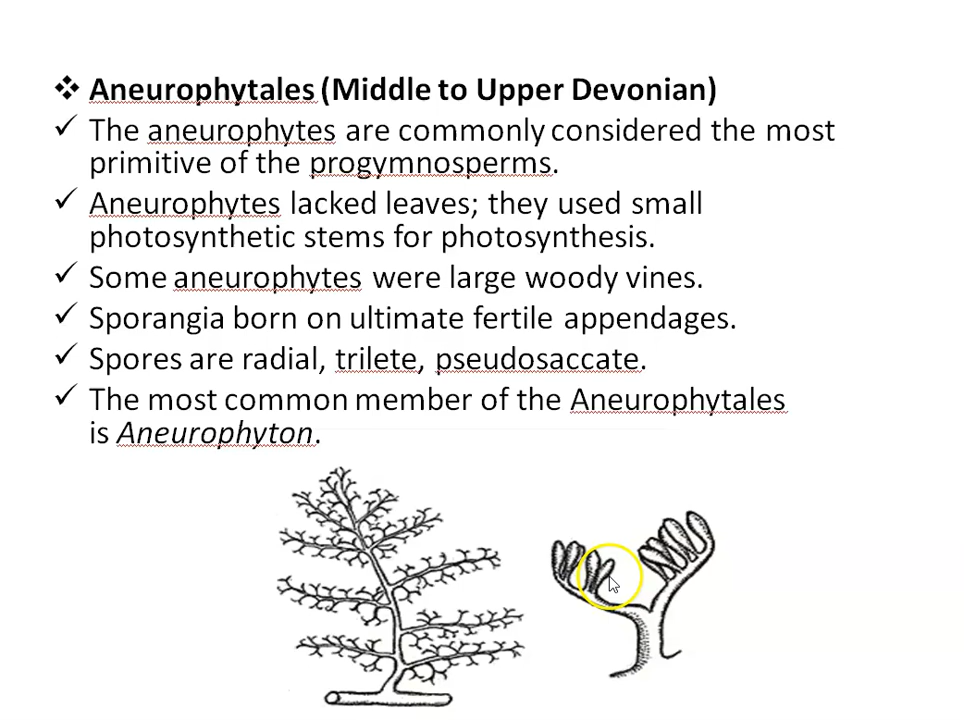 ❖ Aneurophytales (Middle to Upper Devonian)
✓ The aneurophytes are commonly considered the most
primitive of the progymnosperms.
✓ Aneurophytes lacked leaves; they used small
photosynthetic stems for photosynthesis.
✓ Some aneurophytes were large woody vines.
✓ Sporangia born on ultimate fertile appendages.
✓ Spores are radial, trilete, pseudosaccate.
✓ The most common member of the Aneurophytales
is Aneurophyton.